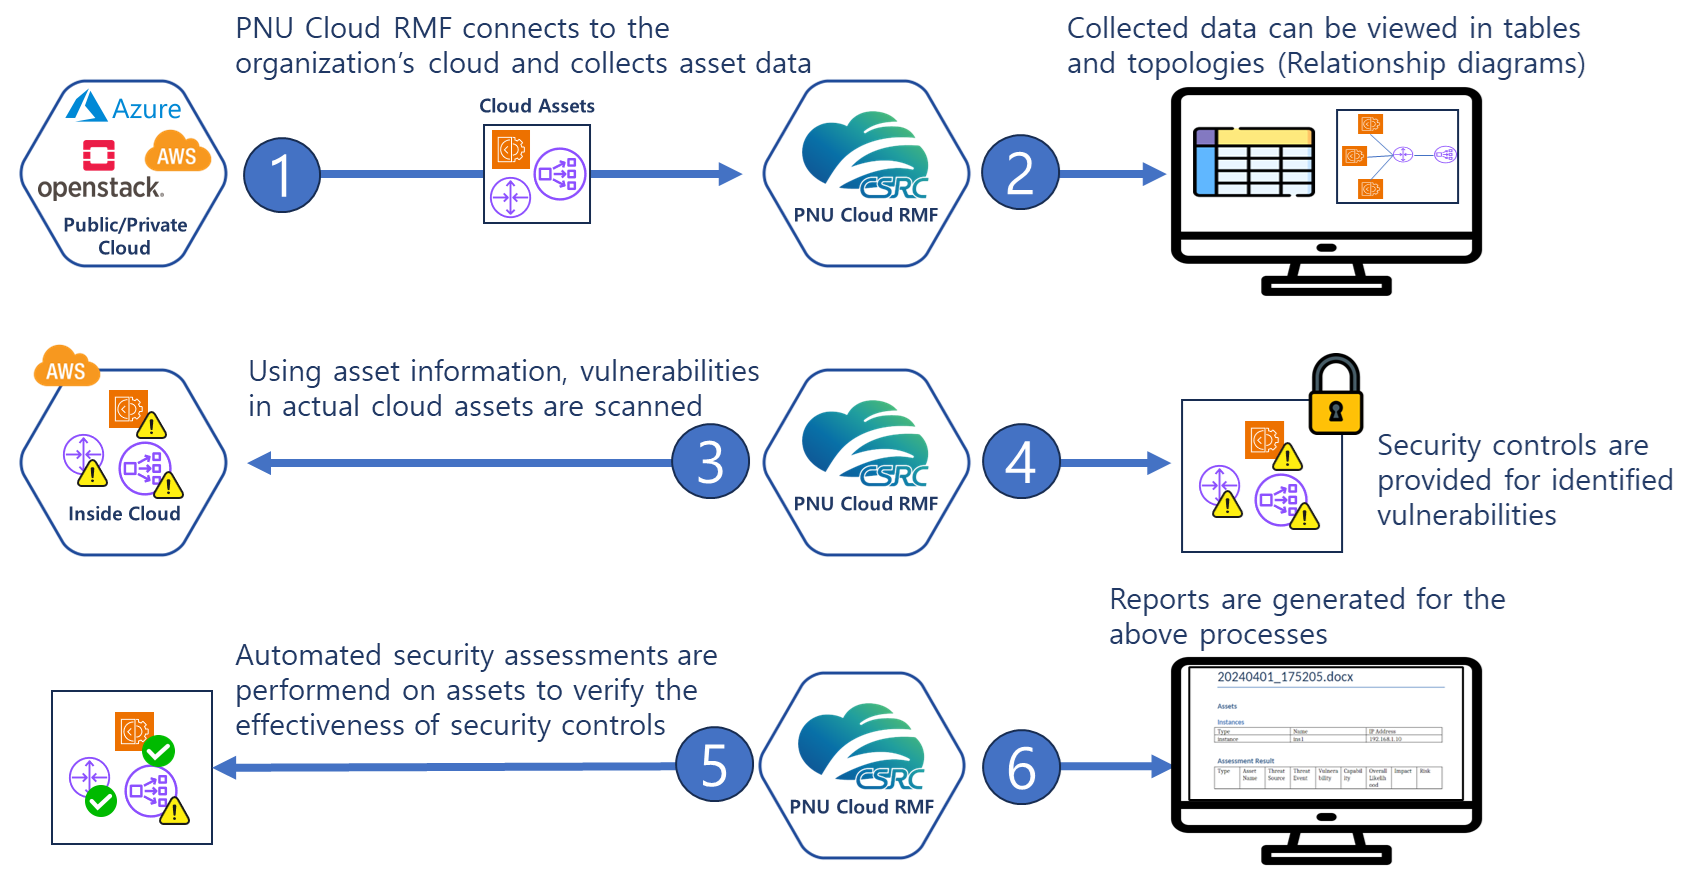 PNU Cloud RMF connects to the
organization’s cloud and collects asset data
Collected data can be viewed in tables
and topologies (Relationship diagrams)
Azure
AWS
openstack.
Public/Private
Cloud
1
Cloud Assets
CSRC
PNU Cloud RMF
2
AWS
Inside Cloud
Using asset information, vulnerabilities
in actual cloud assets are scanned
3
CSRC
PNU Cloud RMF
4
Security controls are
provided for identified
vulnerabilities
Automated security assessments are
performend on assets to verify the
effectiveness of security controls
5
CSRC
PNU Cloud RMF
6
Reports are generated for the
above processes
20240401_175205.docx
Assets
Instances
Type Name IP Address
instance ins1 192.168.1.10
Assessment Result
Type Asset Threat Threat Vulnera Capabil Overall Impact Risk
Name Source Event bility ity Likelih
ood